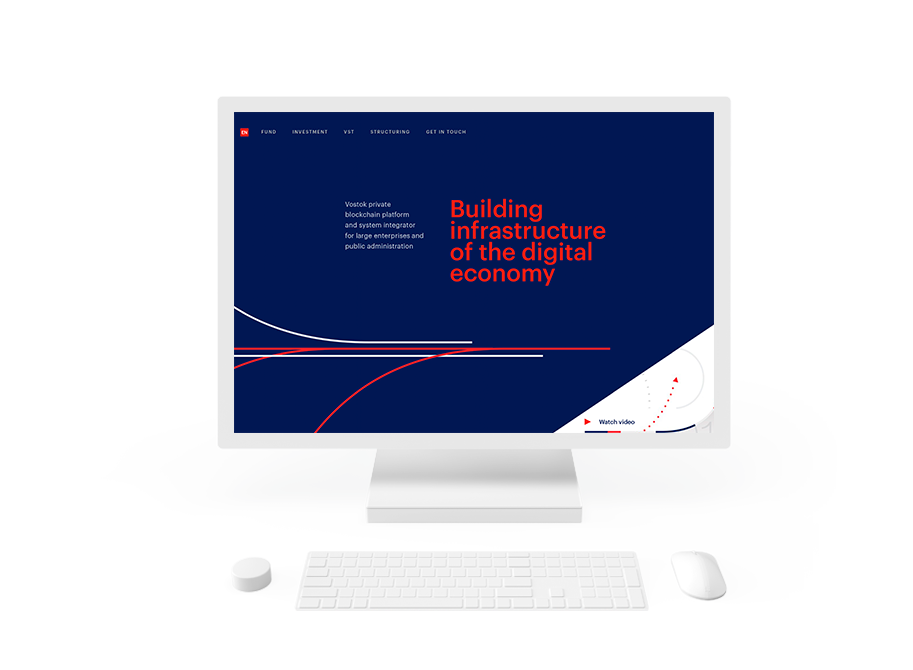 EN FUND INVESTMENT VST STRUCTURING GET IN TOUCH
Vostok private
blockchain platform
and system integrator
for large enterprises and
public administration
Building
infrastructure
of the digital
economy
Watch video